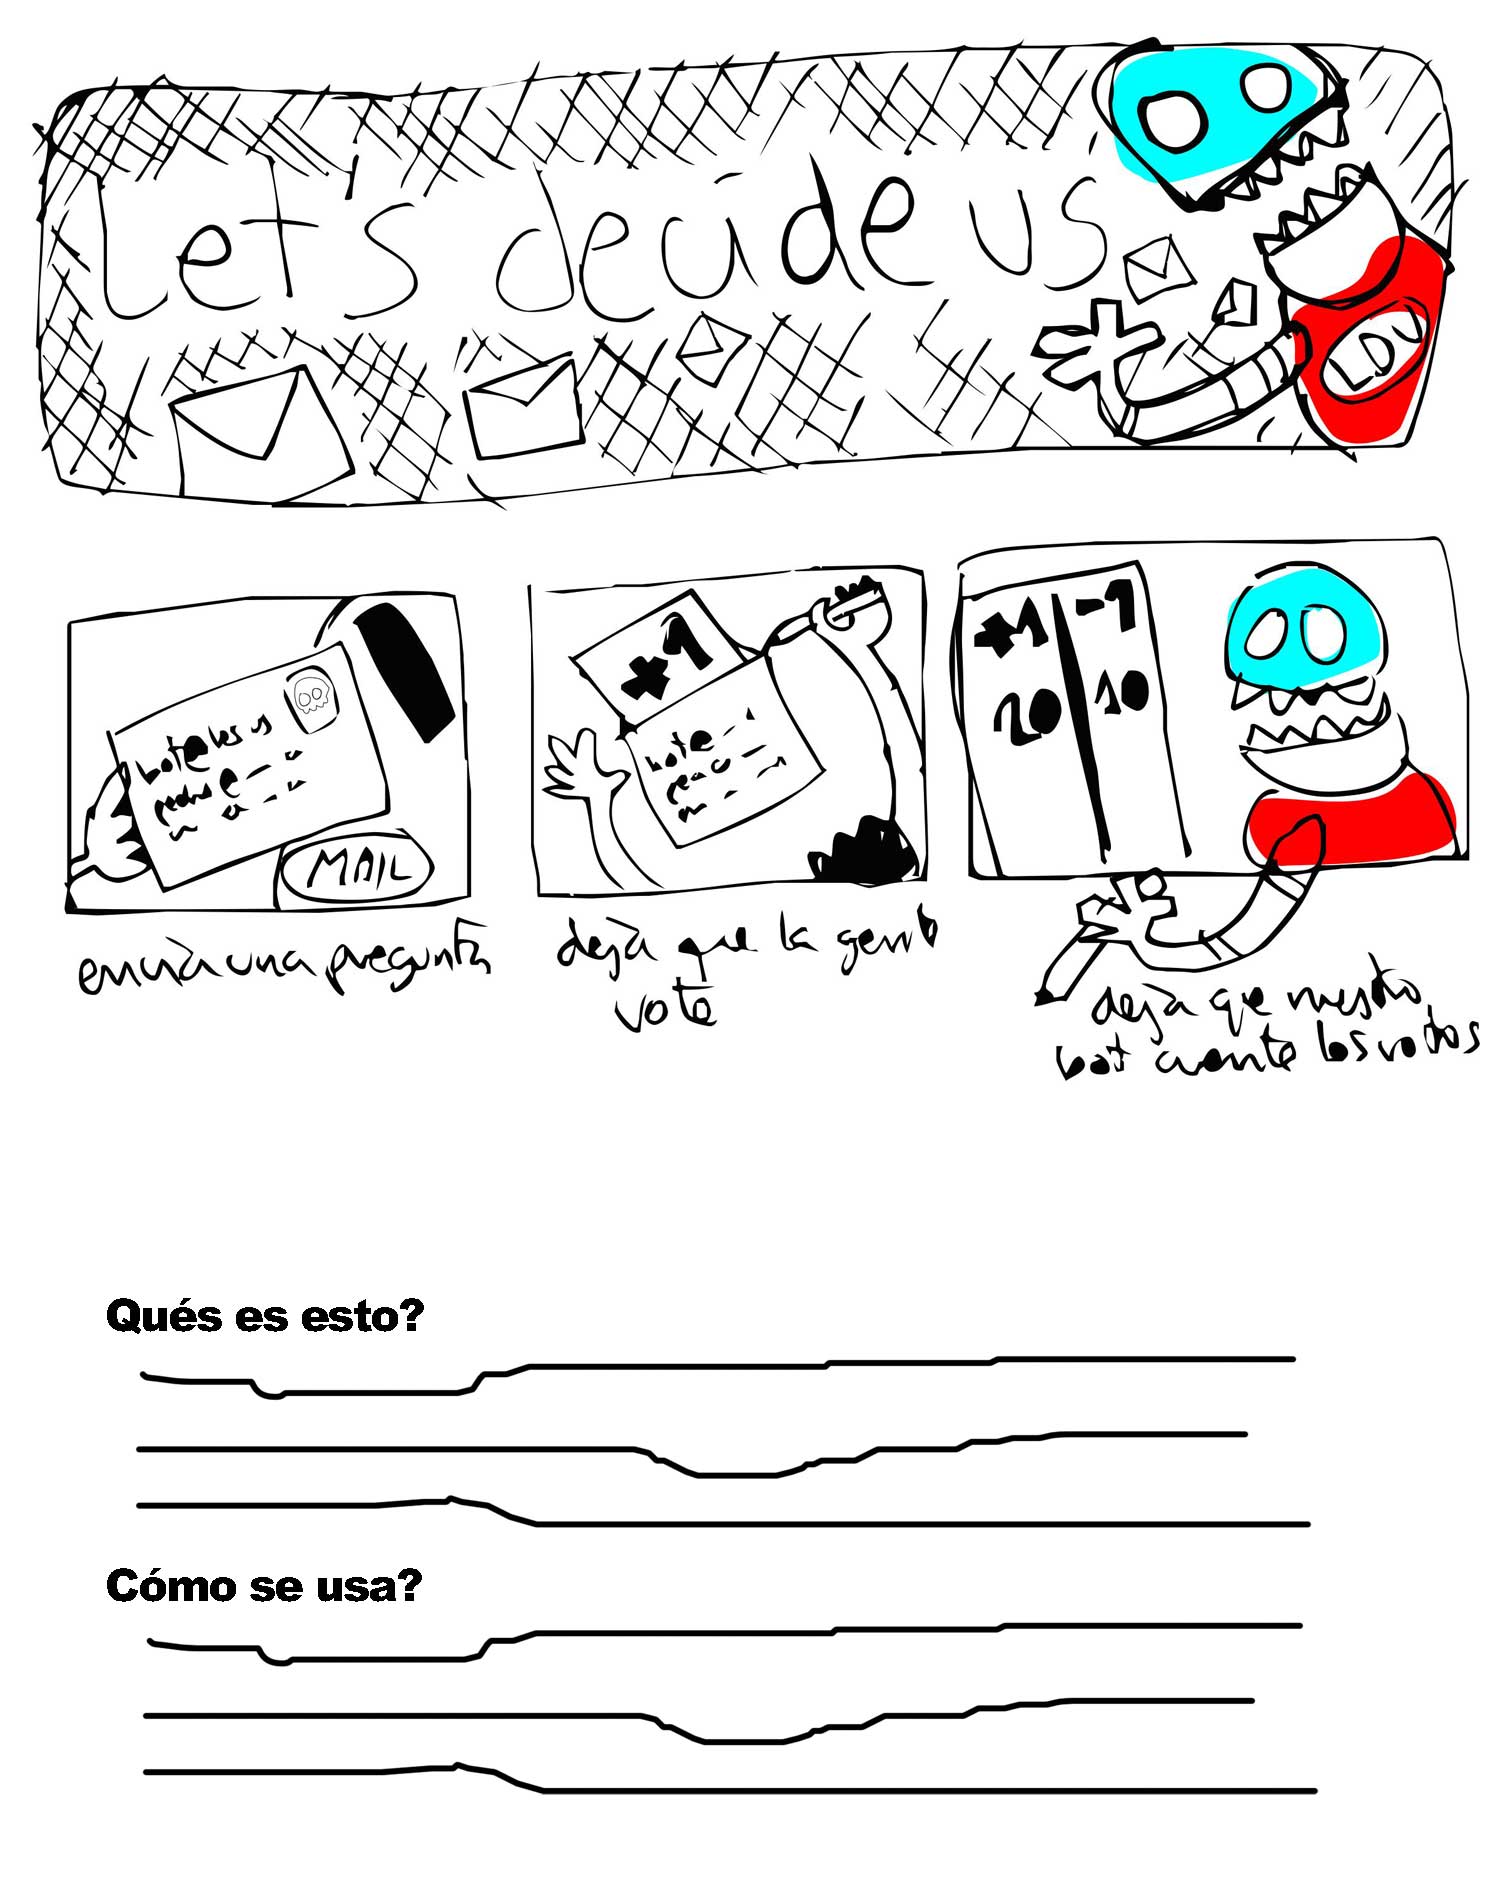 Let's decide us
LDU
MAIL
+1
+1 -1
20 10
envia una pregunta
deja que la gente
vote
deja que nuestro
bot cuente los votos
Qués es esto?
Cómo se usa?